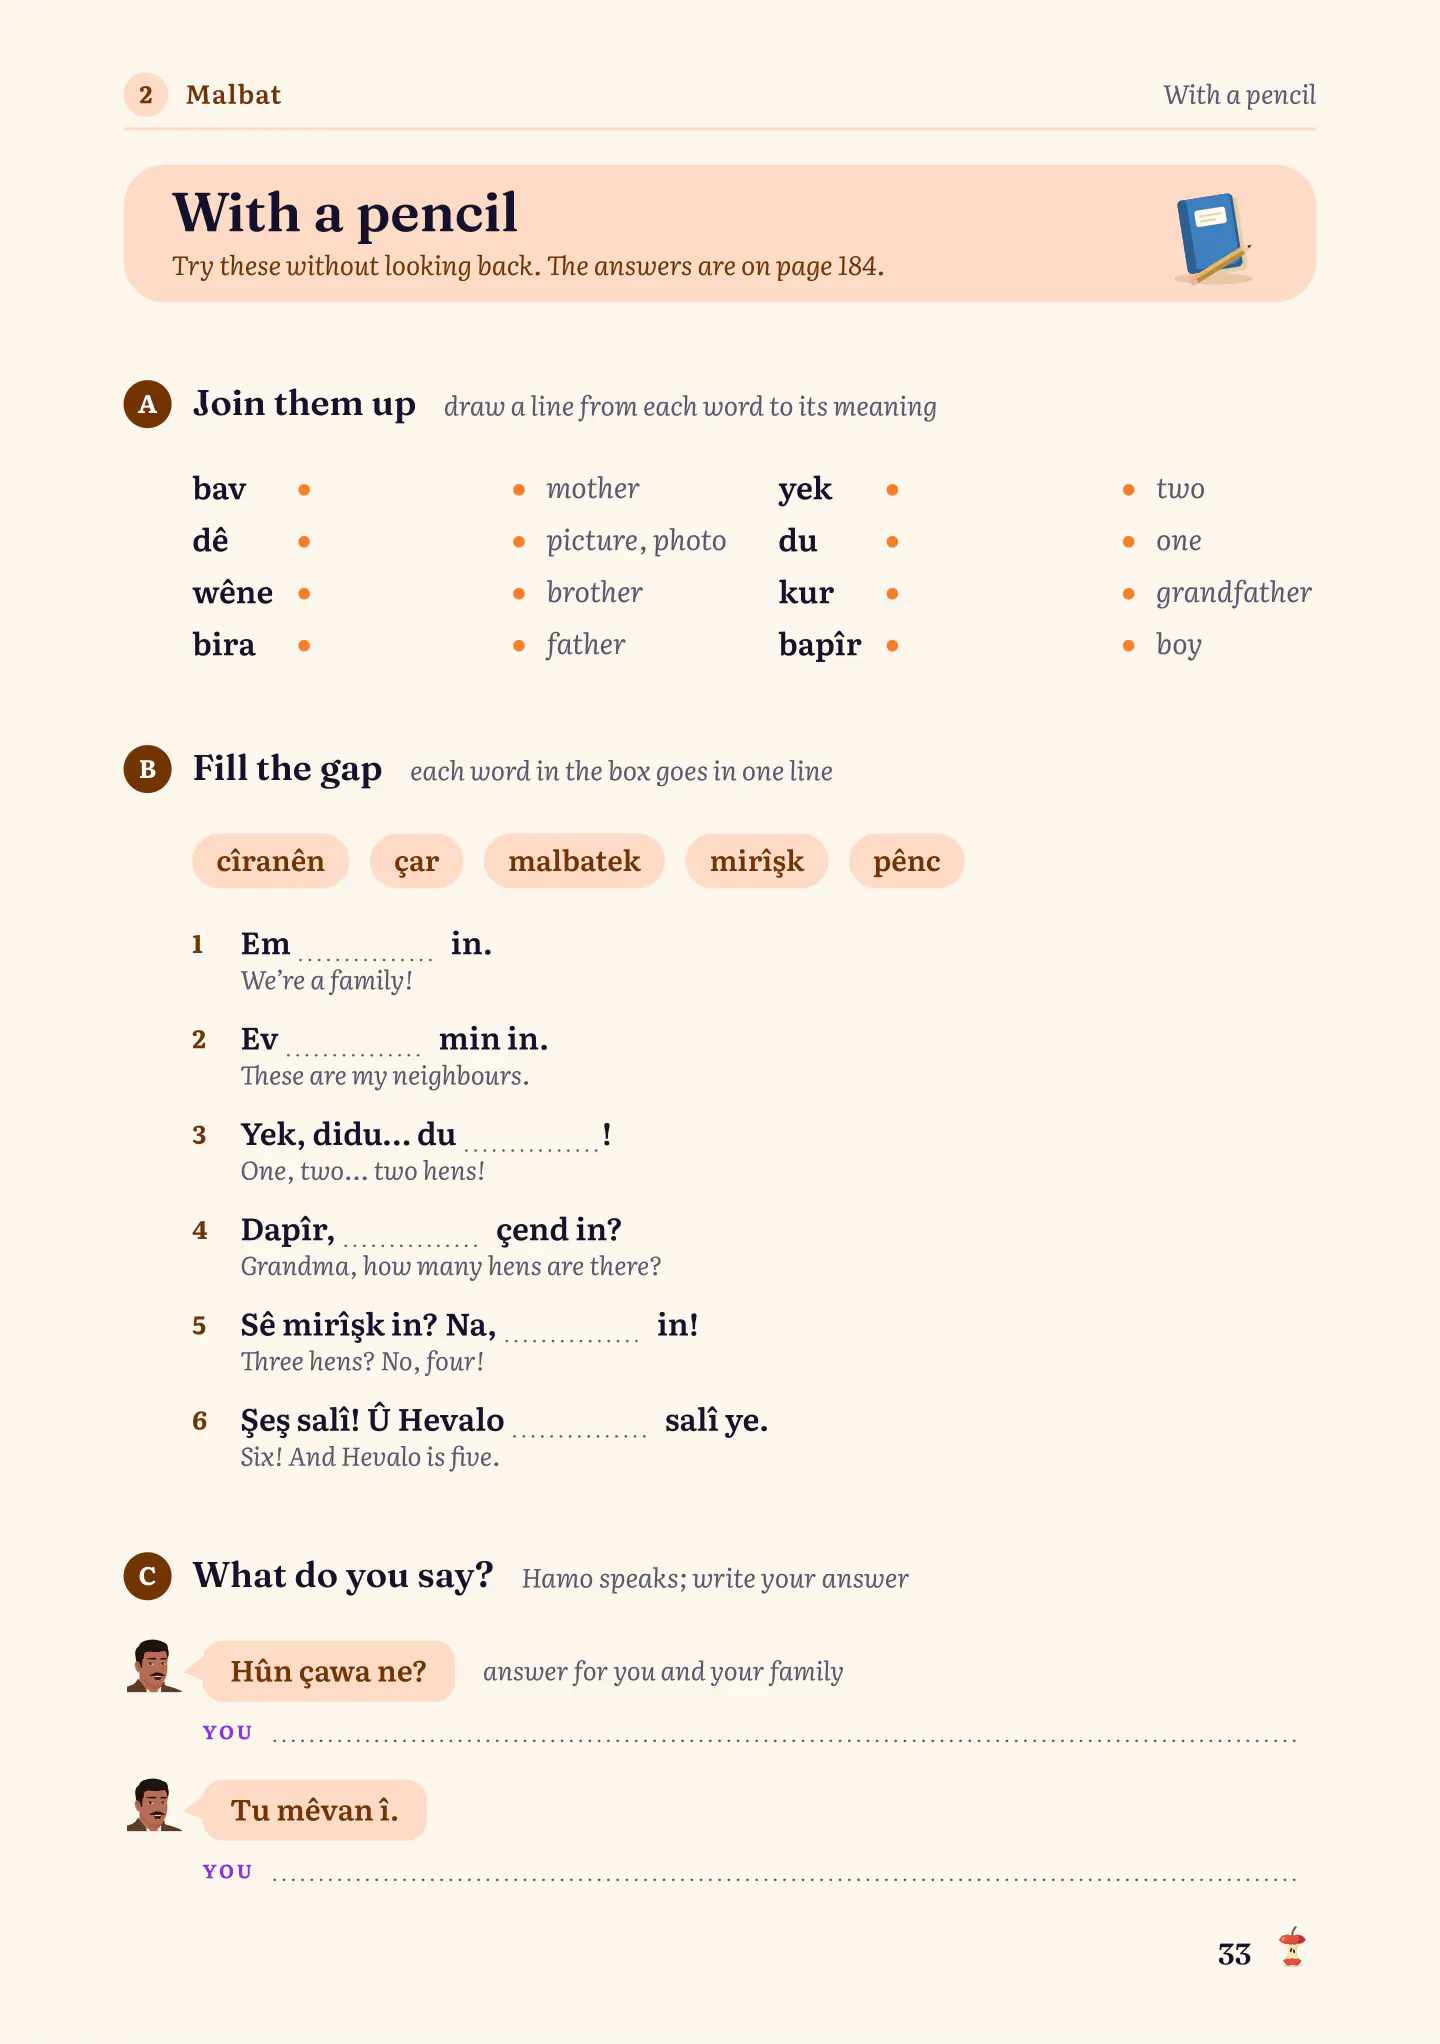 2 Malbat With a pencil
With a pencil
Try these without looking back. The answers are on page 184.
A Join them up draw a line from each word to its meaning
bav • • mother yek • • two
dê • • picture, photo du • • one
wêne • • brother kur • • grandfather
bira • • father bapîr • • boy
B Fill the gap each word in the box goes in one line
cîranên çar malbatek mirîşk pênc
1 Em ............... in.
We're a family!
2 Ev ............... min in.
These are my neighbours.
3 Yek, didu… du ...............!
One, two… two hens!
4 Dapîr, ............... çend in?
Grandma, how many hens are there?
5 Sê mirîşk in? Na, ............... in!
Three hens? No, four!
6 Şeş salî! Û Hevalo ............... salî ye.
Six! And Hevalo is five.
C What do you say? Hamo speaks; write your answer
Hûn çawa ne? answer for you and your family
YOU ...............
Tu mêvan î.
YOU ...............
33